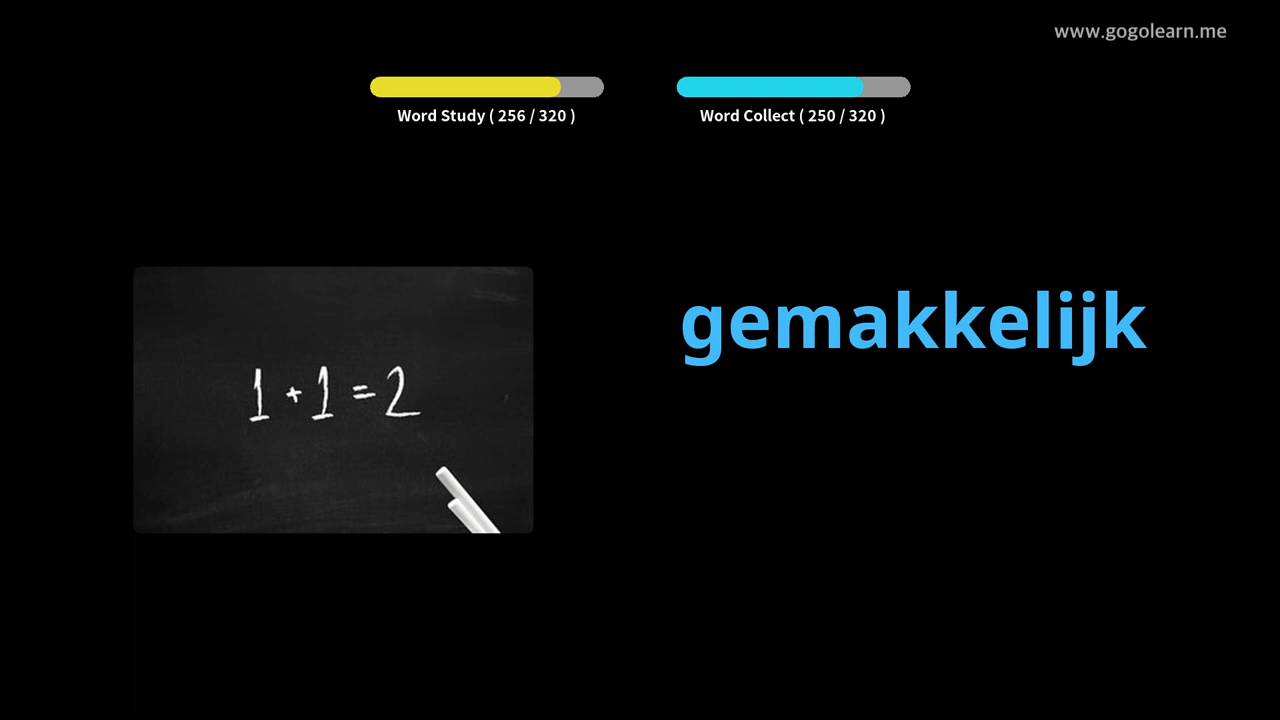 www.gogolearn.me
Word Study ( 256 / 320 )
Word Collect ( 250 / 320 )
gemakkelijk
1 + 1 = 2